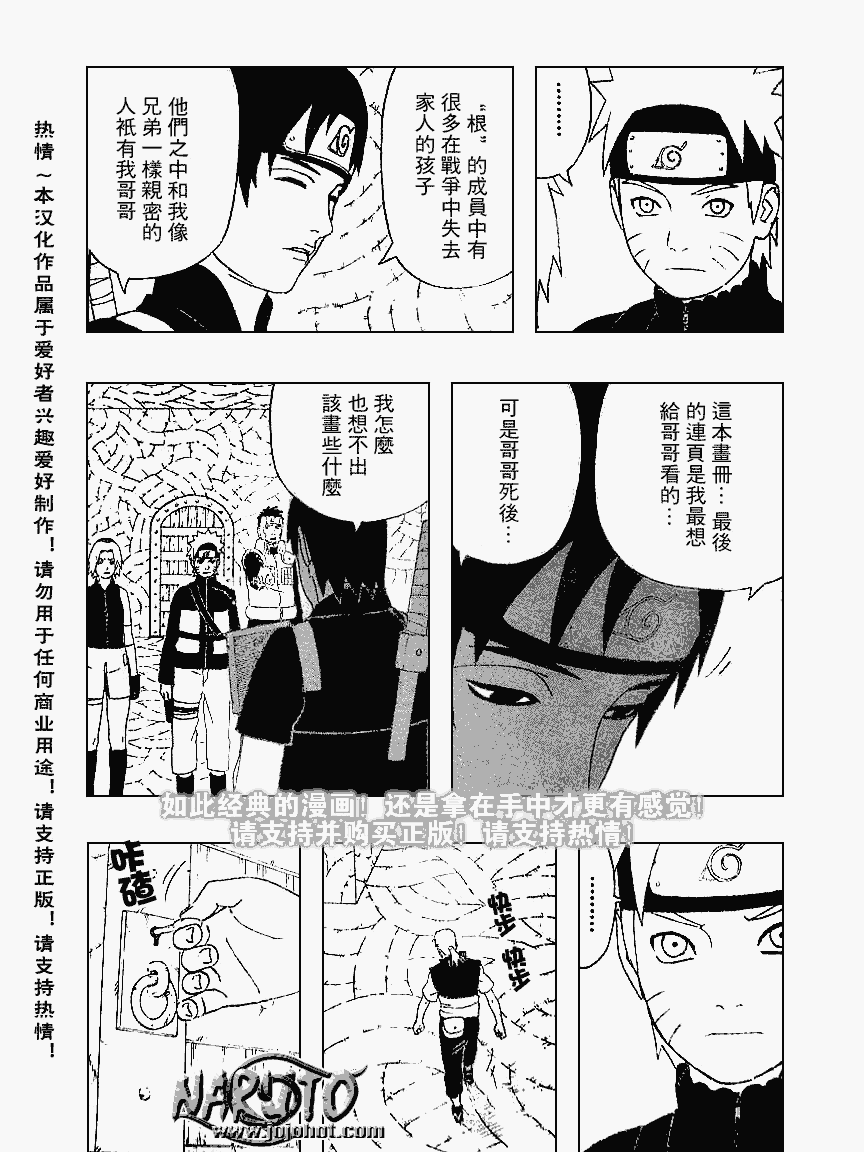 ………
“根”的成員中有
很多在戰爭中失去
家人的孩子
他們之中和我像
兄弟一樣親密的
人衹有我哥哥
這本畫冊…最後
的連頁是我最想
給哥哥看的…
可是哥哥死後…
我怎麼
也想不出
該畫些什麼
………
快步
快步
咔
碴
热情～本汉化作品属于爱好者兴趣爱好制作！请勿用于任何商业用途！请支持正版！请支持热情！
如此经典的漫画！还是拿在手中才更有感觉！
请支持并购买正版！请支持热情！
NARUTO
www.jojohot.com